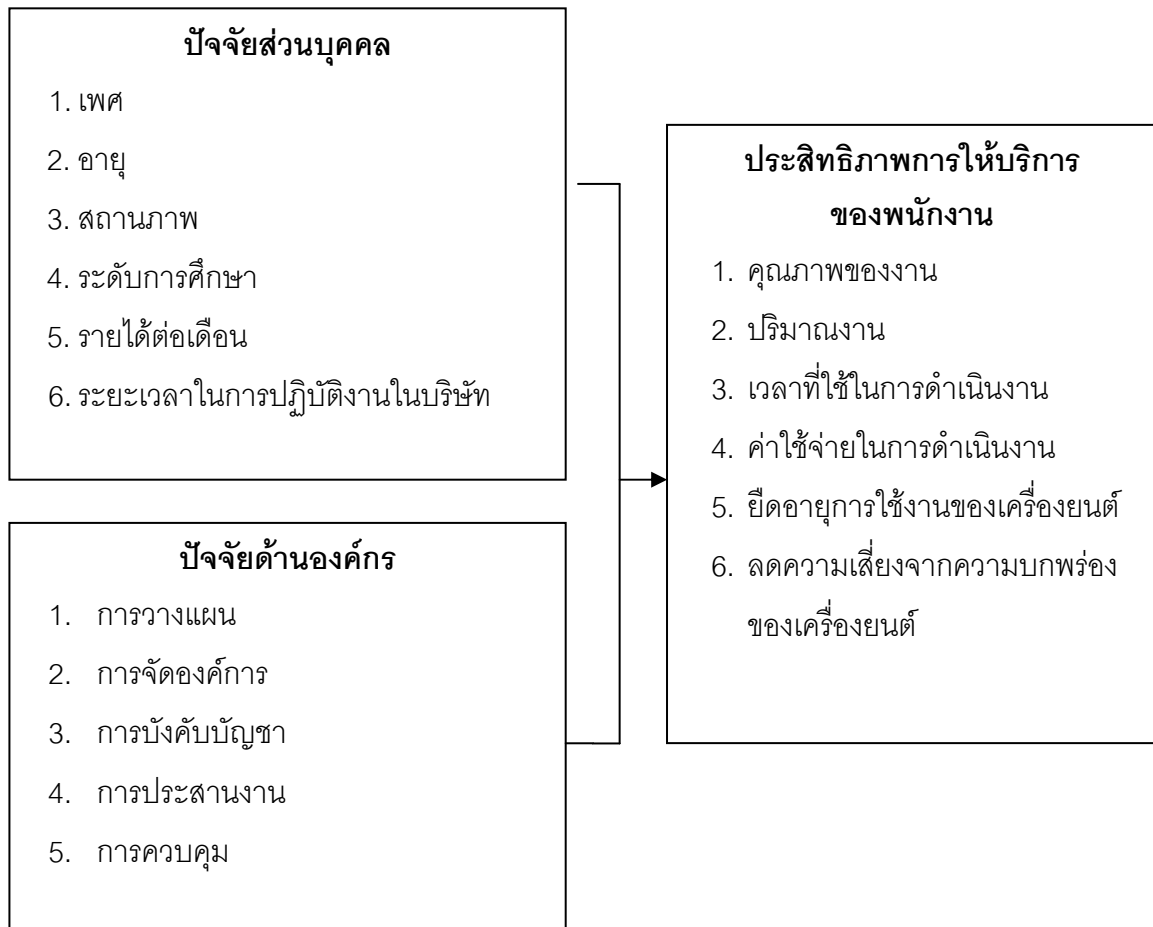 ปัจจัยส่วนบุคคล
1. เพศ
2. อายุ
3. สถานภาพ
4. ระดับการศึกษา
5. รายได้ต่อเดือน
6. ระยะเวลาในการปฏิบัติงานในบริษัท
ปัจจัยด้านองค์กร
1. การวางแผน
2. การจัดองค์การ
3. การบังคับบัญชา
4. การประสานงาน
5. การควบคุม
ประสิทธิภาพการให้บริการ
ของพนักงาน
1. คุณภาพของงาน
2. ปริมาณงาน
3. เวลาที่ใช้ในการดำเนินงาน
4. ค่าใช้จ่ายในการดำเนินงาน
5. ยืดอายุการใช้งานของเครื่องยนต์
6. ลดความเสี่ยงจากความบกพร่อง
ของเครื่องยนต์